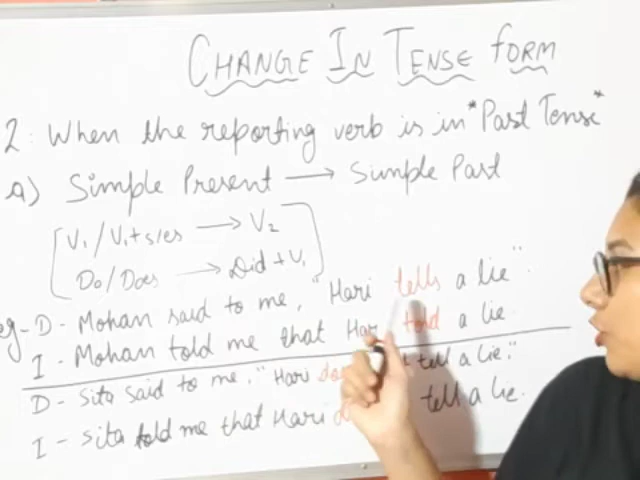 CHANGE IN TENSE FORM
2. When the reporting verb is in *Past Tense*
a) Simple Present → Simple Past
V1/V1+s/es → V2
Do/Does → Did+V1
eg- D - Mohan said to me, "Hari tells a lie".
I - Mohan told me that Har told a lie
D - Sita said to me, "Hari do t tell a lie."
I - Sita told me that Hari d tell a lie.